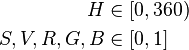 H ∈ [0, 360)
S, V, R, G, B ∈ [0, 1]